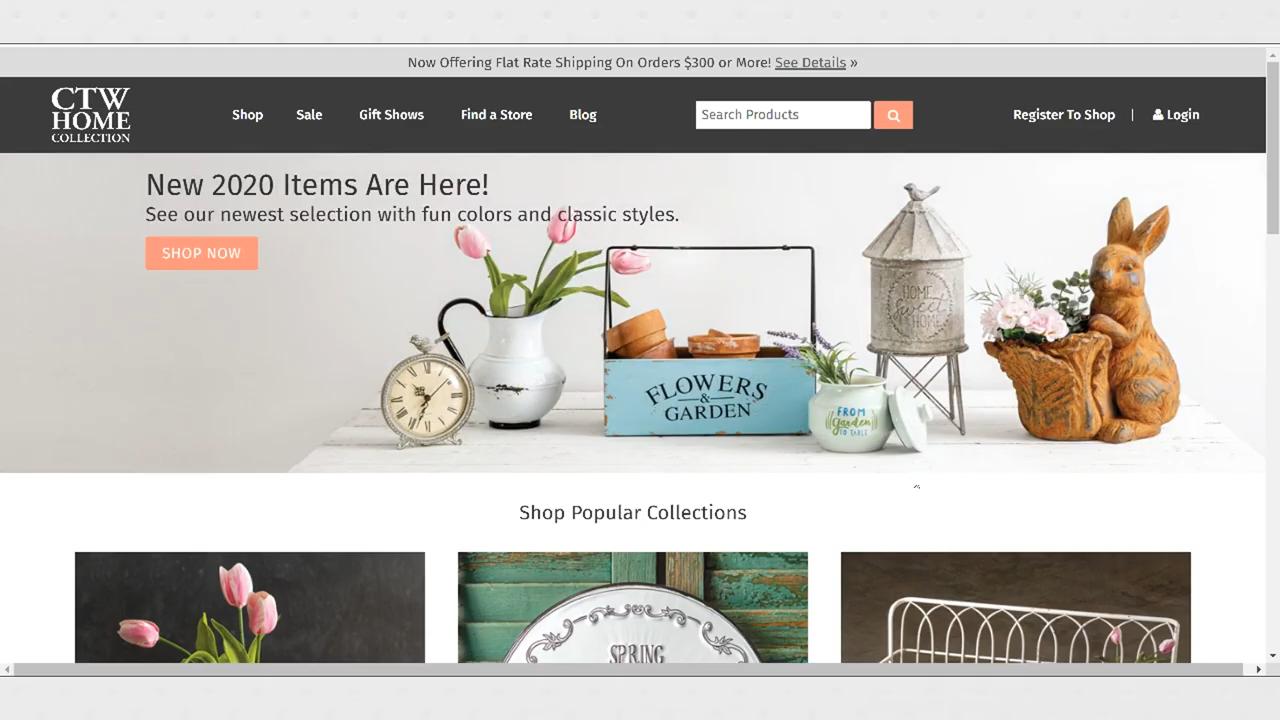 Now Offering Flat Rate Shipping On Orders $300 or More! See Details »
CTW
HOME
COLLECTION
Shop
Sale
Gift Shows
Find a Store
Blog
Search Products
Register To Shop | Login
New 2020 Items Are Here!
See our newest selection with fun colors and classic styles.
SHOP NOW
HOME
Sweet
HOME
FLOWERS
&
GARDEN
FROM
Garden
TO TABLE
Shop Popular Collections
SPRING